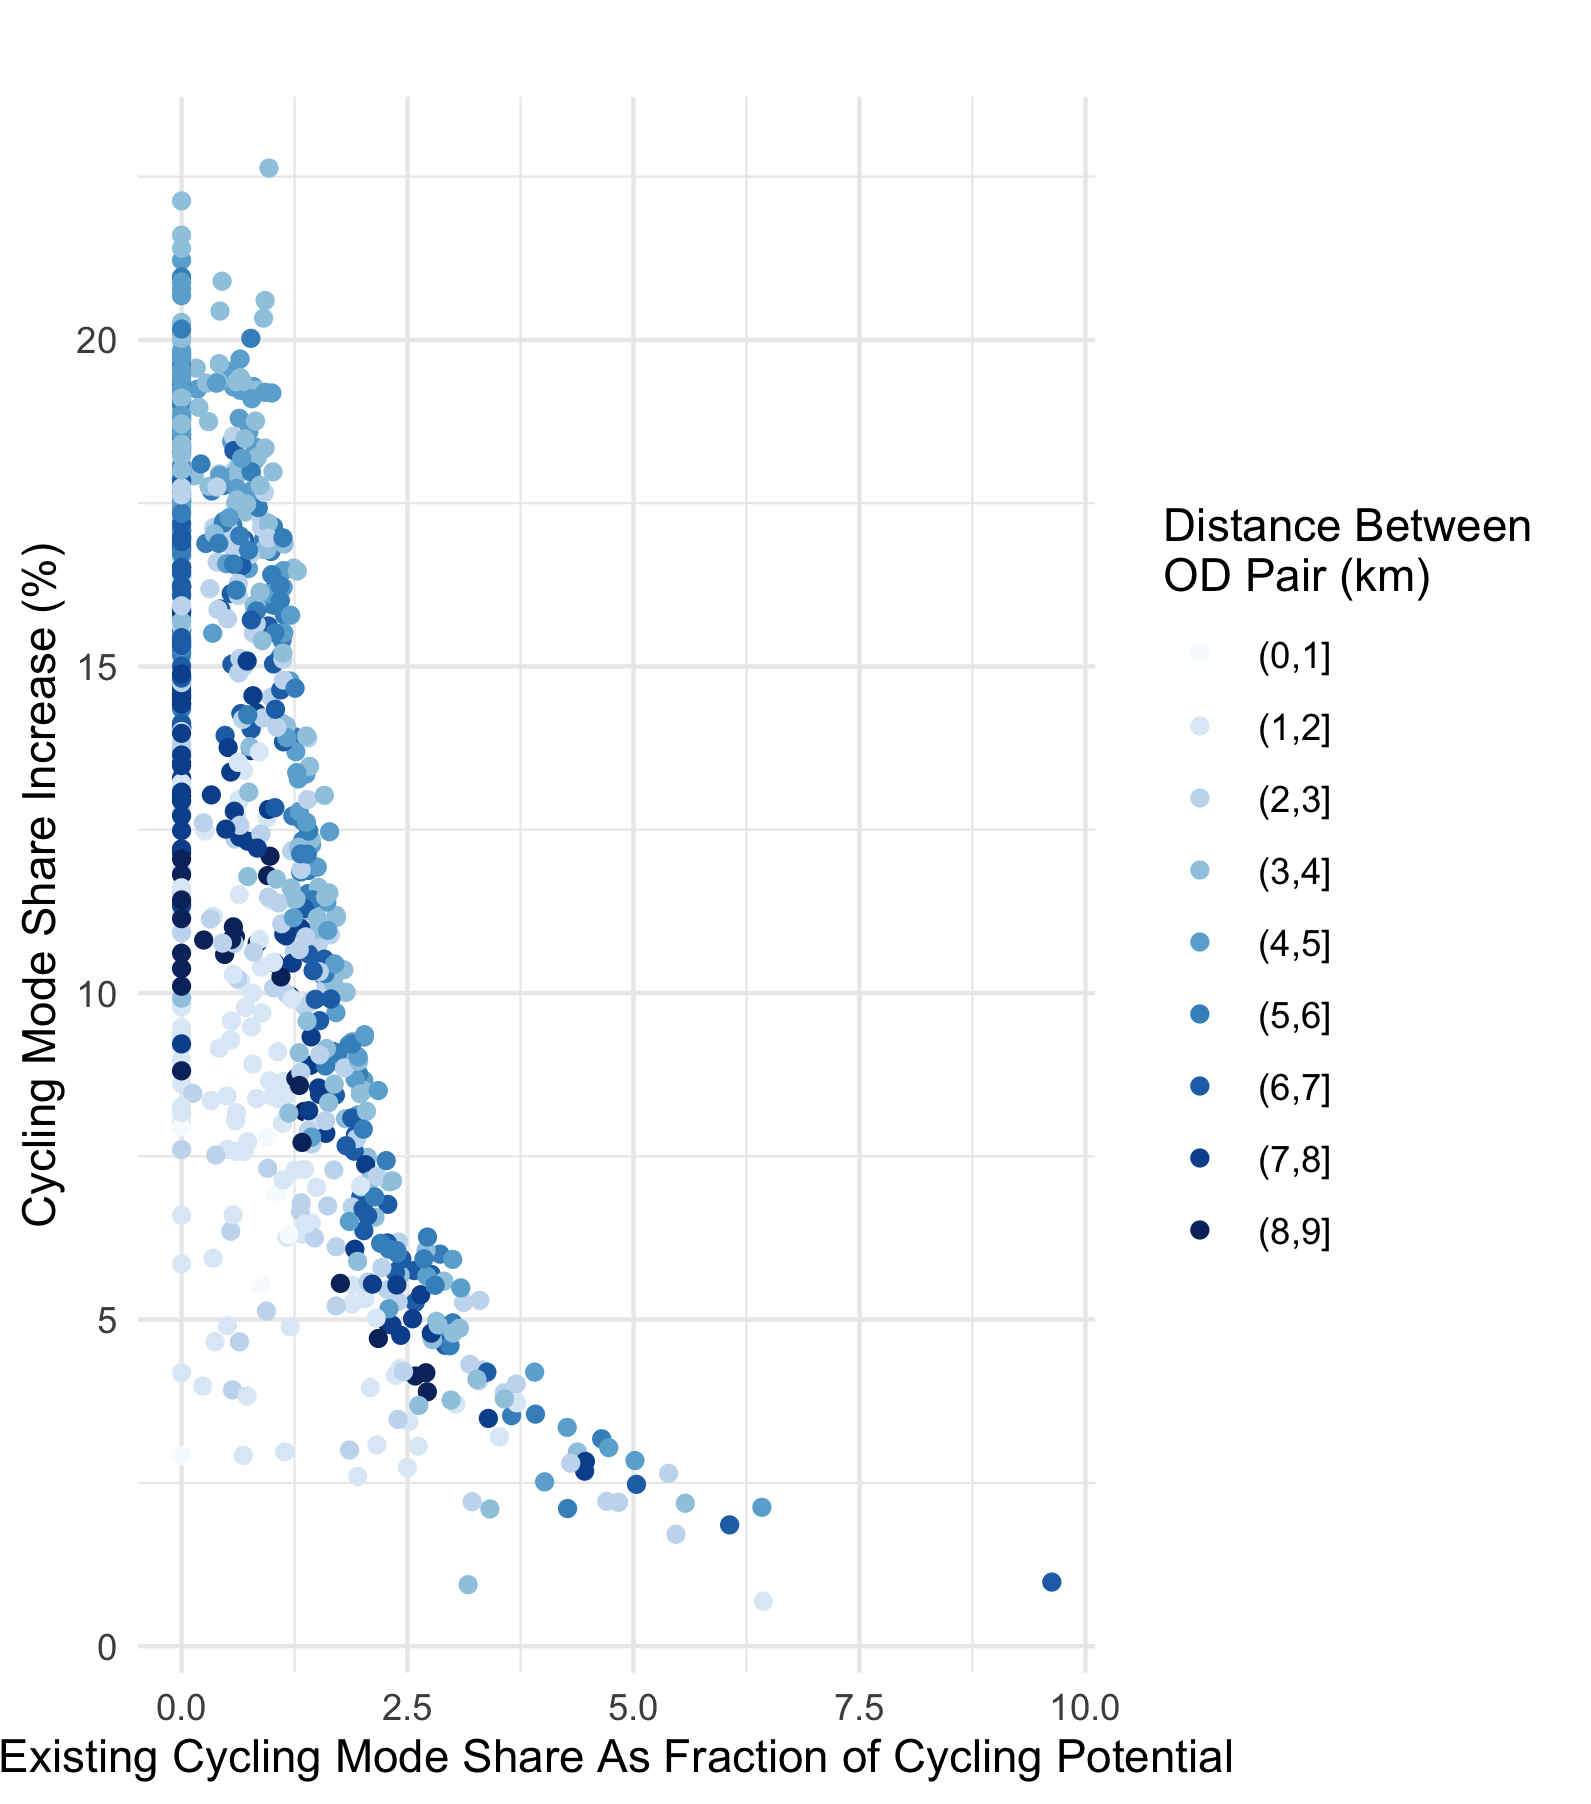 20
15
10
5
0
Cycling Mode Share Increase (%)
0.0 2.5 5.0 7.5 10.0
Existing Cycling Mode Share As Fraction of Cycling Potential
Distance Between
OD Pair (km)
(0,1]
(1,2]
(2,3]
(3,4]
(4,5]
(5,6]
(6,7]
(7,8]
(8,9]